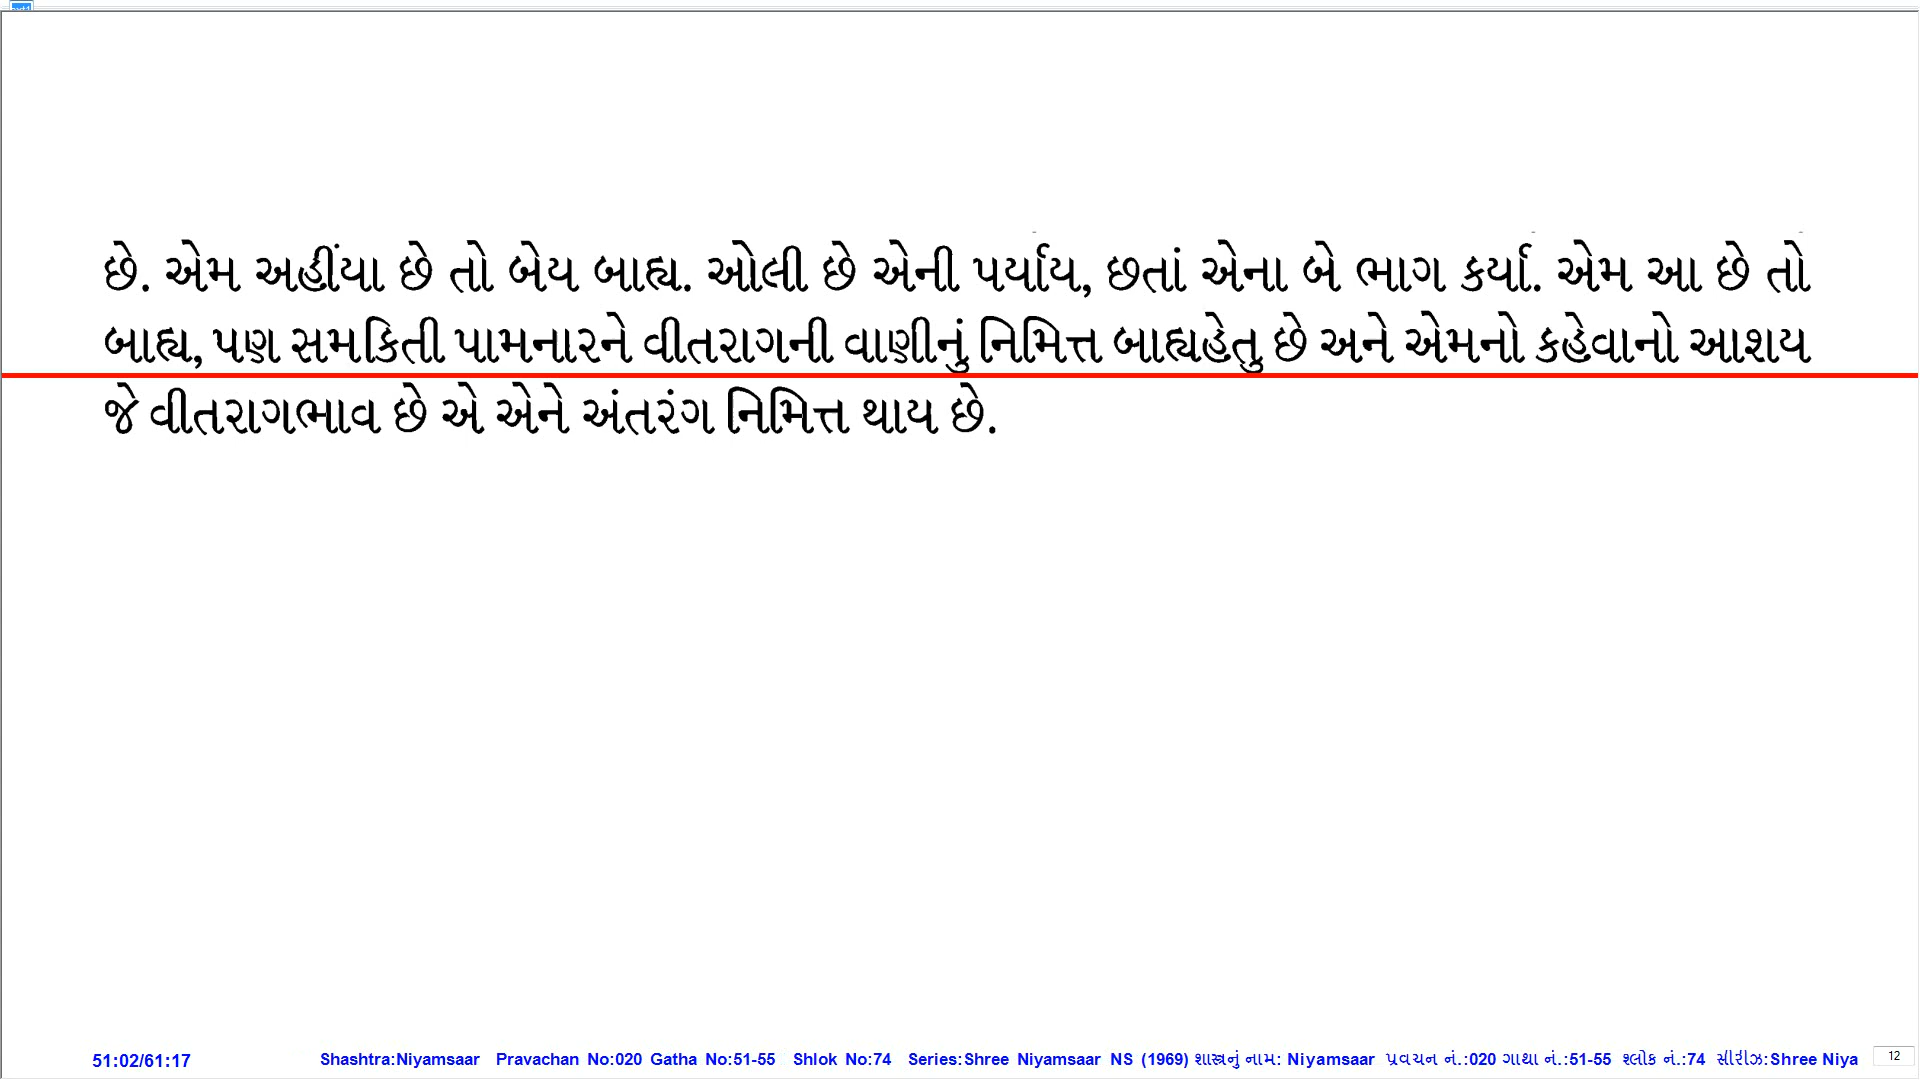 છે. એમ અહીંયા છે તો બેય બાહ્ય. ઓલી છે એની પર્યાય, છતાં એના બે ભાગ કર્યા. એમ આ છે તો
બાહ્ય, પણ સમકિતી પામનારને વીતરાગની વાણીનું નિમિત્ત બાહ્યહેતુ છે અને એમનો કહેવાનો આશય
જે વીતરાગભાવ છે એ એને અંતરંગ નિમિત્ત થાય છે.
51:02/61:17 Shashtra:Niyamsaar Pravachan No:020 Gatha No:51-55 Shlok No:74 Series:Shree Niyamsaar NS (1969) શાસ્ત્રનું નામ: Niyamsaar પ્રવચન નં.:020 ગાથા નં.:51-55 શ્લોક નં.:74 સીરીઝ:Shree Niya 12